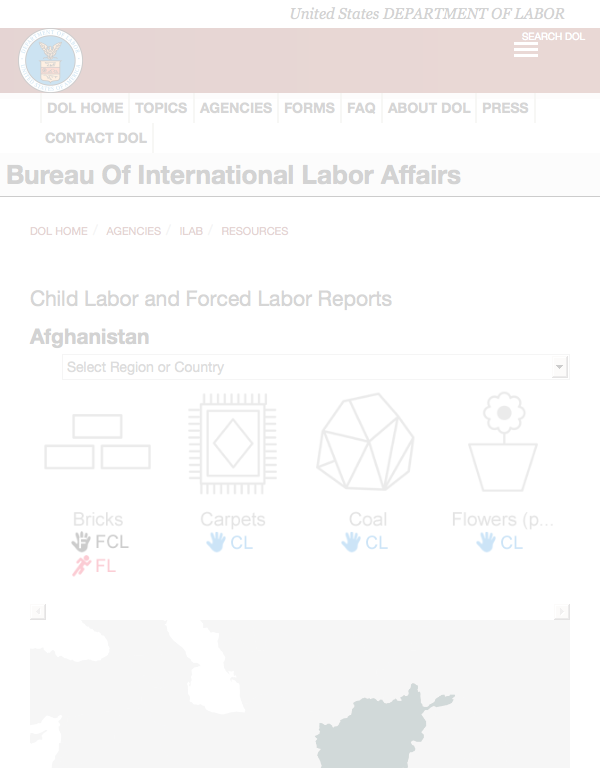 United States DEPARTMENT OF LABOR
SEARCH DOL
DOL HOME TOPICS AGENCIES FORMS FAQ ABOUT DOL PRESS
CONTACT DOL
Bureau Of International Labor Affairs
DOL HOME / AGENCIES / ILAB / RESOURCES
Child Labor and Forced Labor Reports
Afghanistan
Select Region or Country
Bricks Carpets Coal Flowers (p...
F FCL CL CL CL
FL